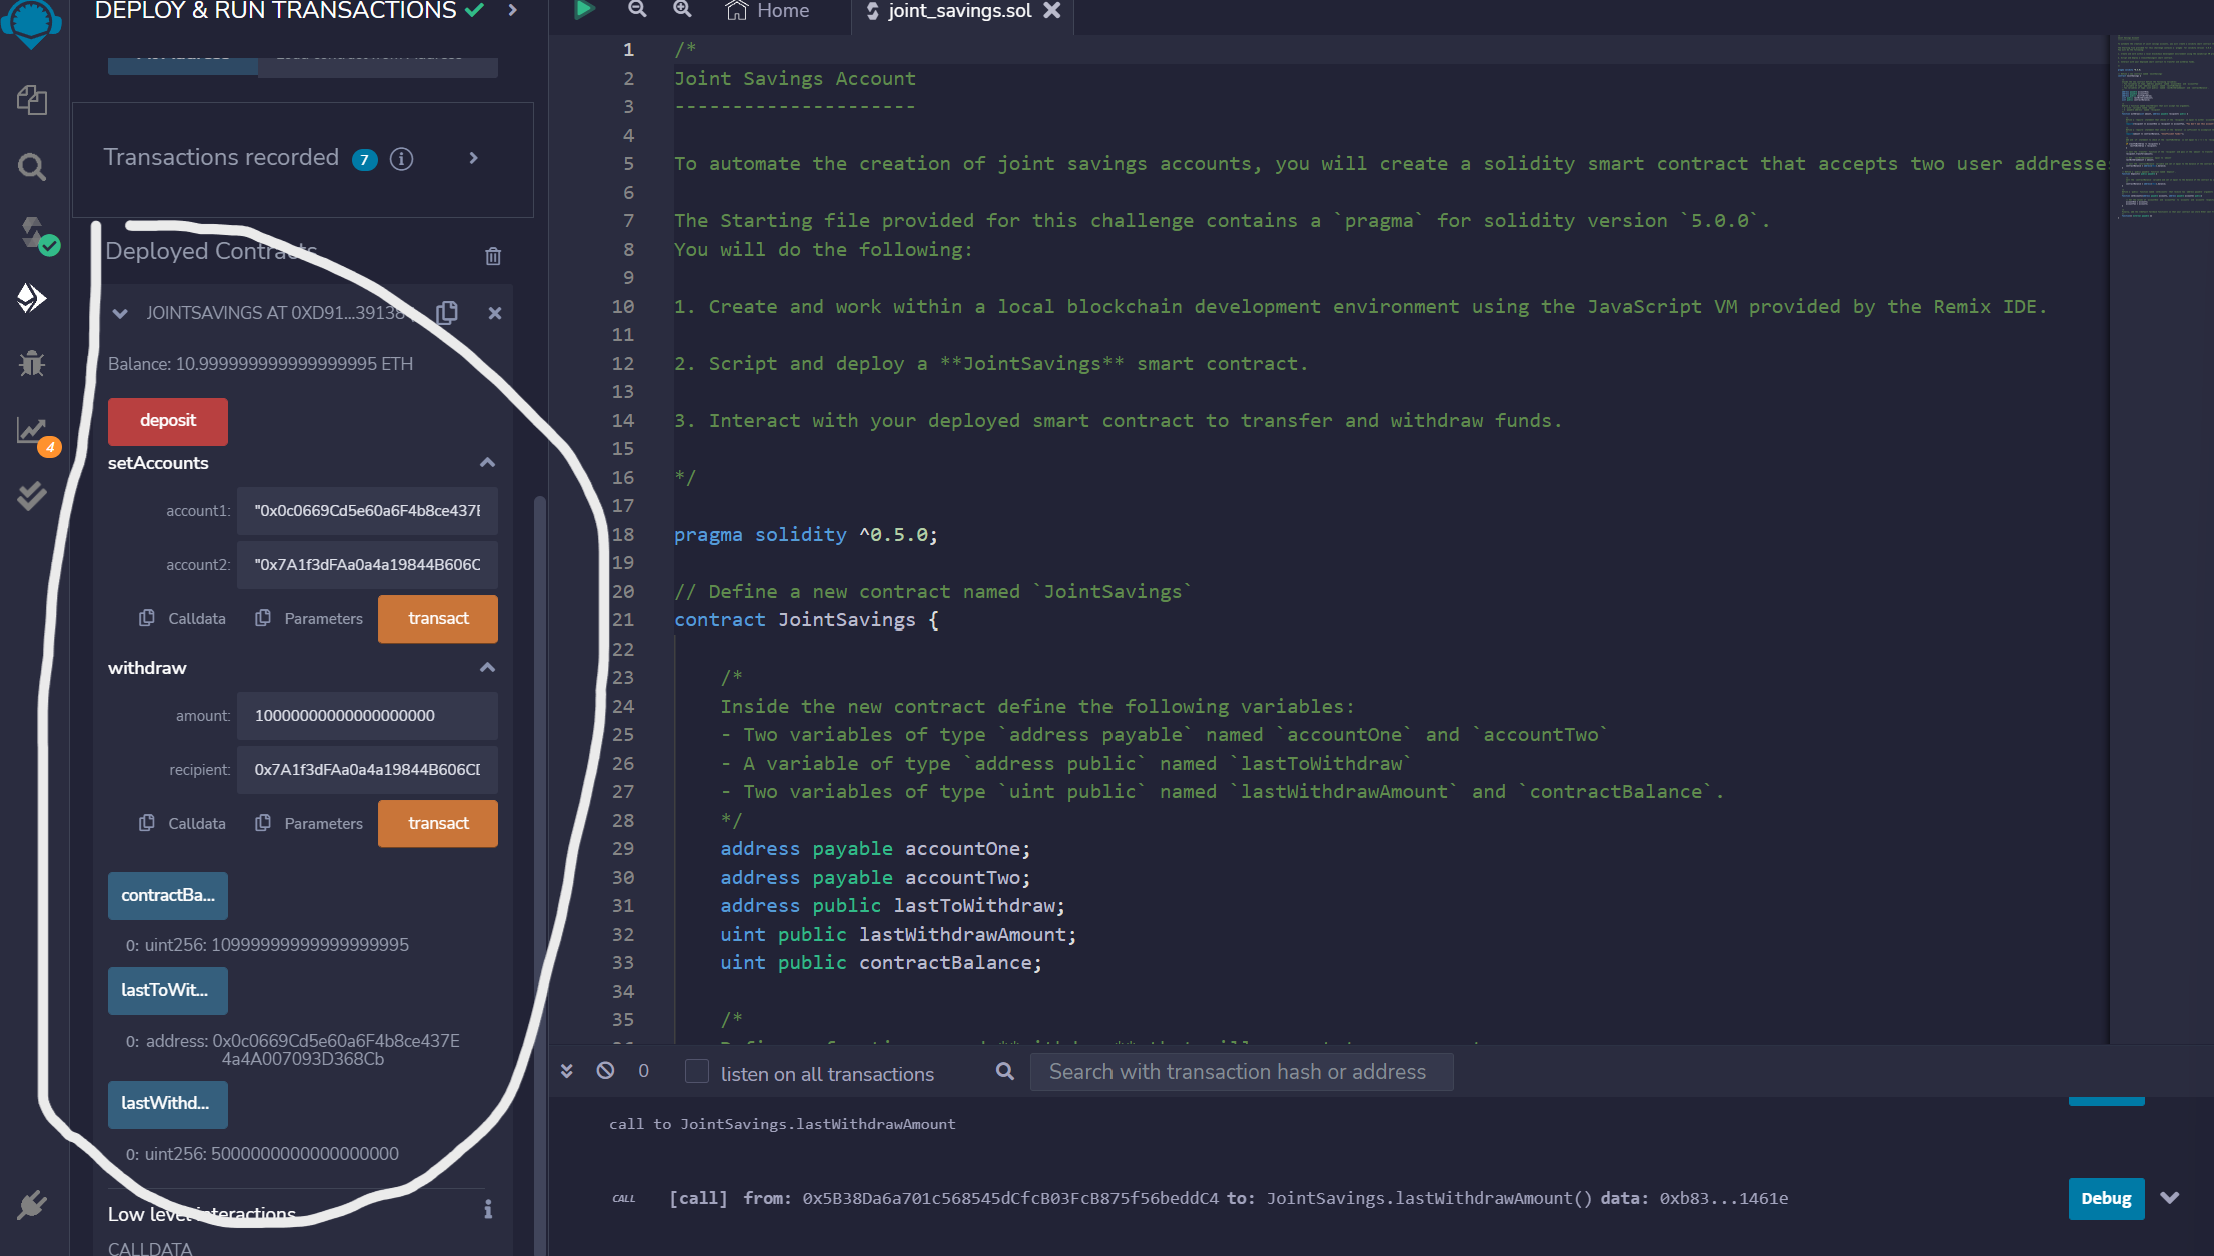 DEPLOY & RUN TRANSACTIONS
Transactions recorded 7
Deployed Contracts
JOINTSAVINGS AT 0XD91...39138
Balance: 10.999999999999999995 ETH
deposit
setAccounts
account1: "0x0c0669Cd5e60a6F4b8ce437E
account2: "0x7A1f3dFAa0a4a19844B606C
Calldata Parameters transact
withdraw
amount: 10000000000000000000
recipient: 0x7A1f3dFAa0a4a19844B606CD
Calldata Parameters transact
contractBa...
0: uint256: 10999999999999999995
lastToWit...
0: address: 0x0c0669Cd5e60a6F4b8ce437E
4a4A007093D368Cb
lastWithd...
0: uint256: 5000000000000000000
Low level interactions
CALLDATA
4
Home joint_savings.sol
1 /*
2 Joint Savings Account
3 ---------------------
4
5 To automate the creation of joint savings accounts, you will create a solidity smart contract that accepts two user addresses
6
7 The Starting file provided for this challenge contains a `pragma` for solidity version `5.0.0`.
8 You will do the following:
9
10 1. Create and work within a local blockchain development environment using the JavaScript VM provided by the Remix IDE.
11
12 2. Script and deploy a **JointSavings** smart contract.
13
14 3. Interact with your deployed smart contract to transfer and withdraw funds.
15
16 */
17
18 pragma solidity ^0.5.0;
19
20 // Define a new contract named `JointSavings`
21 contract JointSavings {
22
23 /*
24 Inside the new contract define the following variables:
25 - Two variables of type `address payable` named `accountOne` and `accountTwo`
26 - A variable of type `address public` named `lastToWithdraw`
27 - Two variables of type `uint public` named `lastWithdrawAmount` and `contractBalance`.
28 */
29 address payable accountOne;
30 address payable accountTwo;
31 address public lastToWithdraw;
32 uint public lastWithdrawAmount;
33 uint public contractBalance;
34
35 /*
0 listen on all transactions Search with transaction hash or address
call to JointSavings.lastWithdrawAmount
CALL [call] from: 0x5B38Da6a701c568545dCfcB03FcB875f56beddC4 to: JointSavings.lastWithdrawAmount() data: 0xb83...1461e
Debug